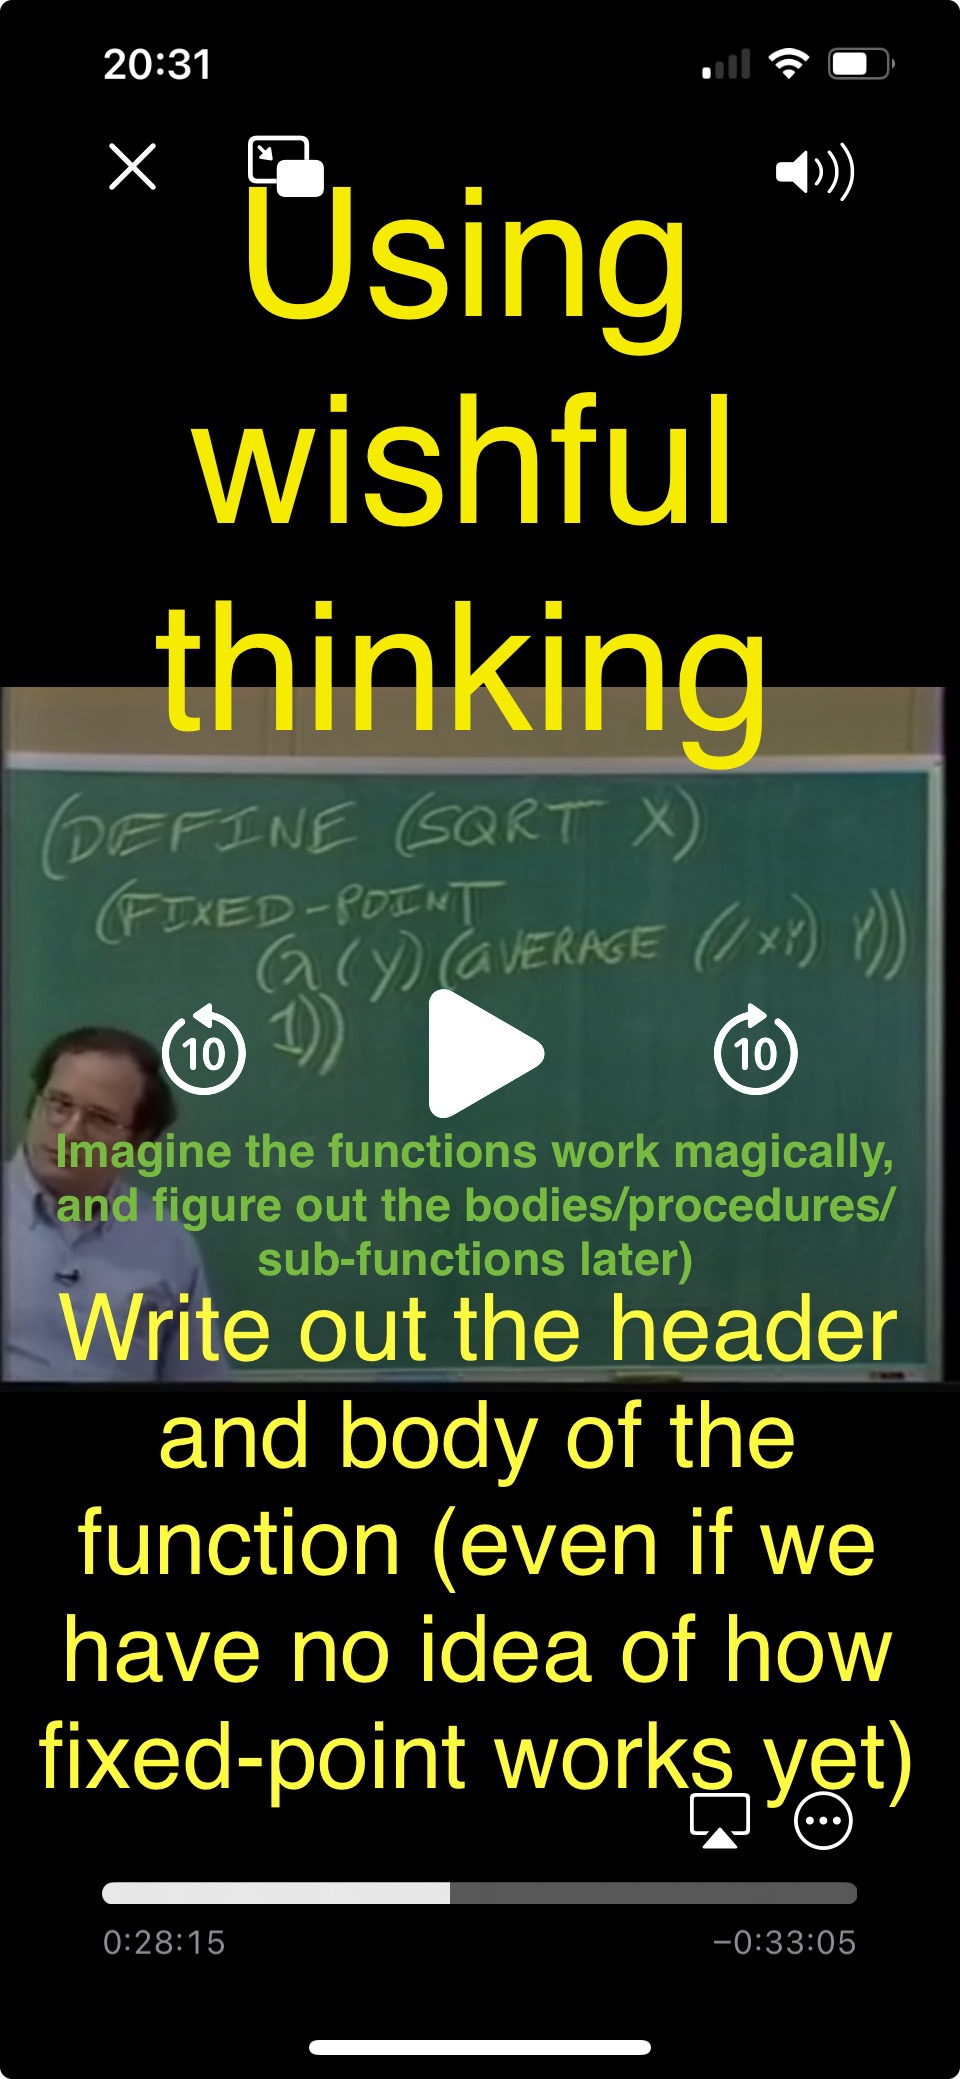 20:31
Using
wishful
thinking
(DEFINE (SQRT X)
(FIXED-POINT
(λ (y) (AVERAGE (/ x y) y))
1))
10
10
Imagine the functions work magically,
and figure out the bodies/procedures/
sub-functions later)
Write out the header
and body of the
function (even if we
have no idea of how
fixed-point works yet)
0:28:15
−0:33:05